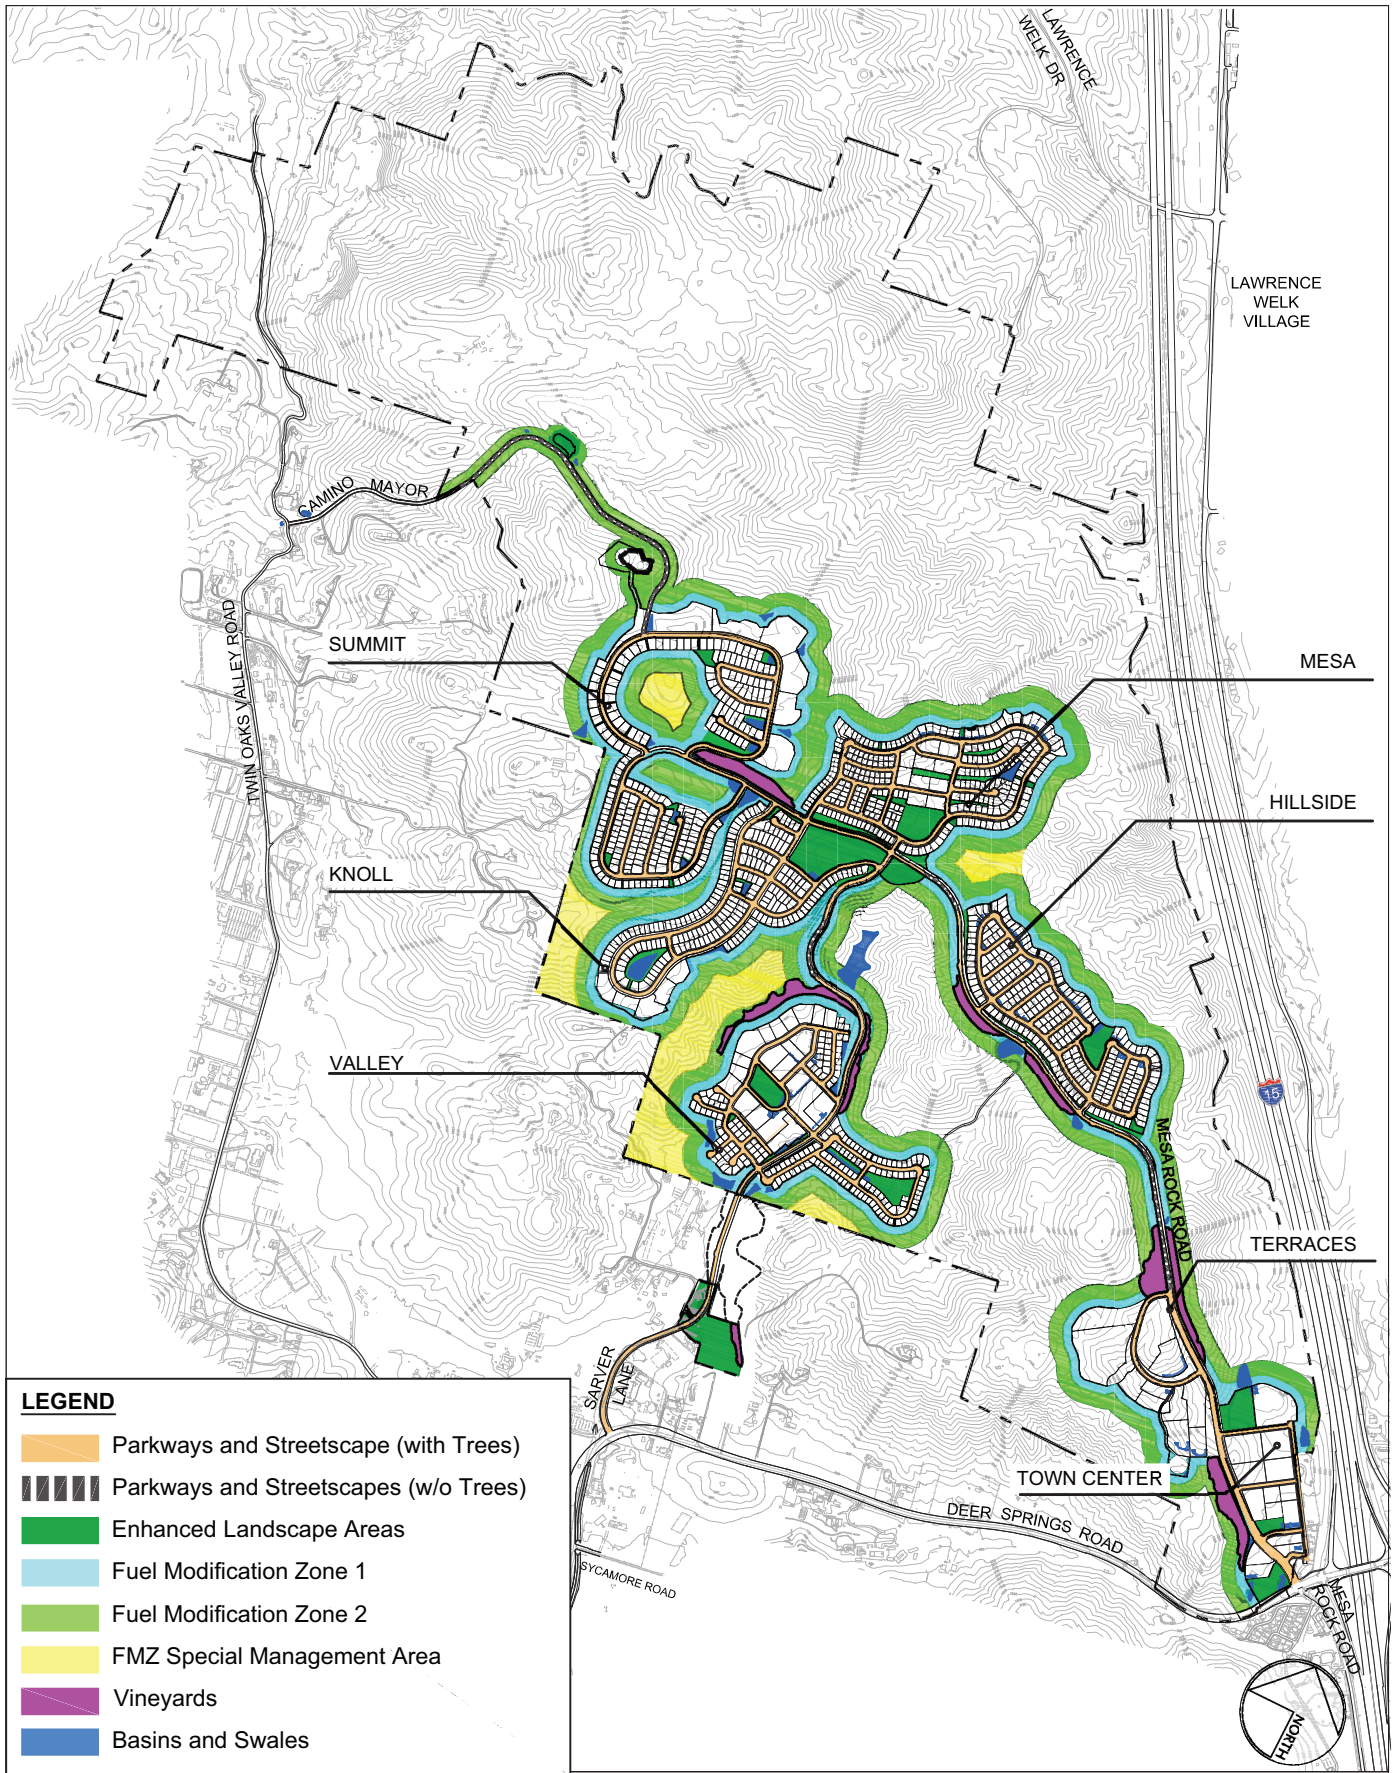 LAWRENCE
WELK DR
LAWRENCE
WELK
VILLAGE
CAMINO MAYOR
TWIN OAKS VALLEY ROAD
SUMMIT
MESA
HILLSIDE
KNOLL
VALLEY
15
MESA ROCK ROAD
TERRACES
SARVER
LANE
TOWN CENTER
DEER SPRINGS ROAD
SYCAMORE ROAD
MESA
ROCK ROAD
NORTH
LEGEND
Parkways and Streetscape (with Trees)
Parkways and Streetscapes (w/o Trees)
Enhanced Landscape Areas
Fuel Modification Zone 1
Fuel Modification Zone 2
FMZ Special Management Area
Vineyards
Basins and Swales